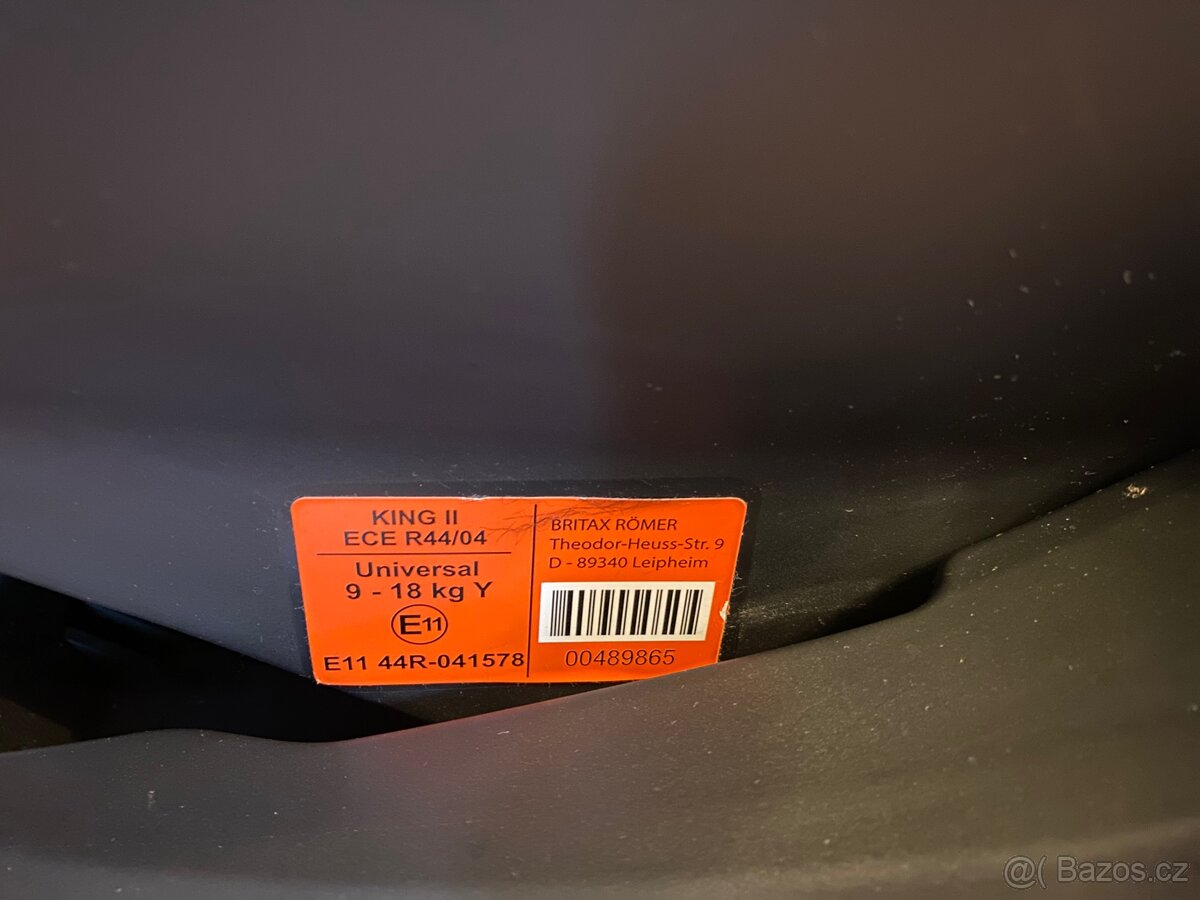 KING II
ECE R44/04
Universal
9 - 18 kg Y
E11
E11 44R-041578
BRITAX RÖMER
Theodor-Heuss-Str. 9
D - 89340 Leipheim
00489865
@( Bazos.cz